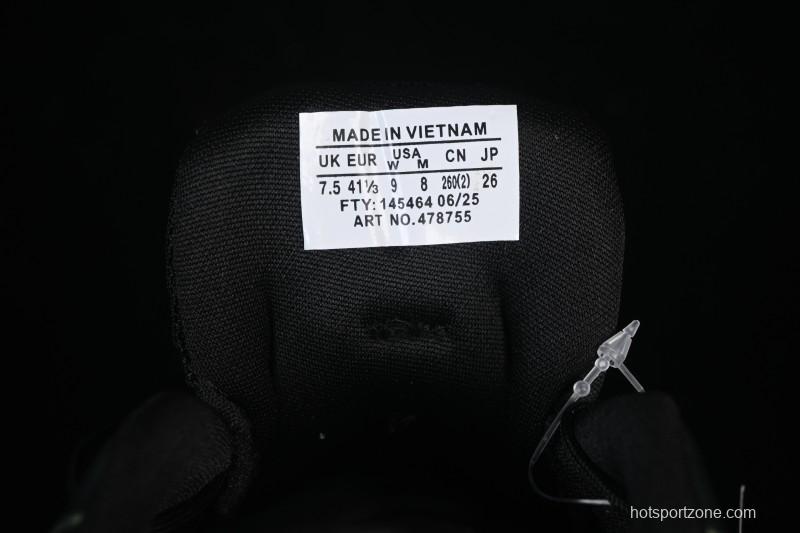 MADE IN VIETNAM
UK EUR USA W M CN JP
7.5 41⅓ 9 8 260(2) 26
FTY: 145464 06/25
ART NO. 478755
hotsportzone.com